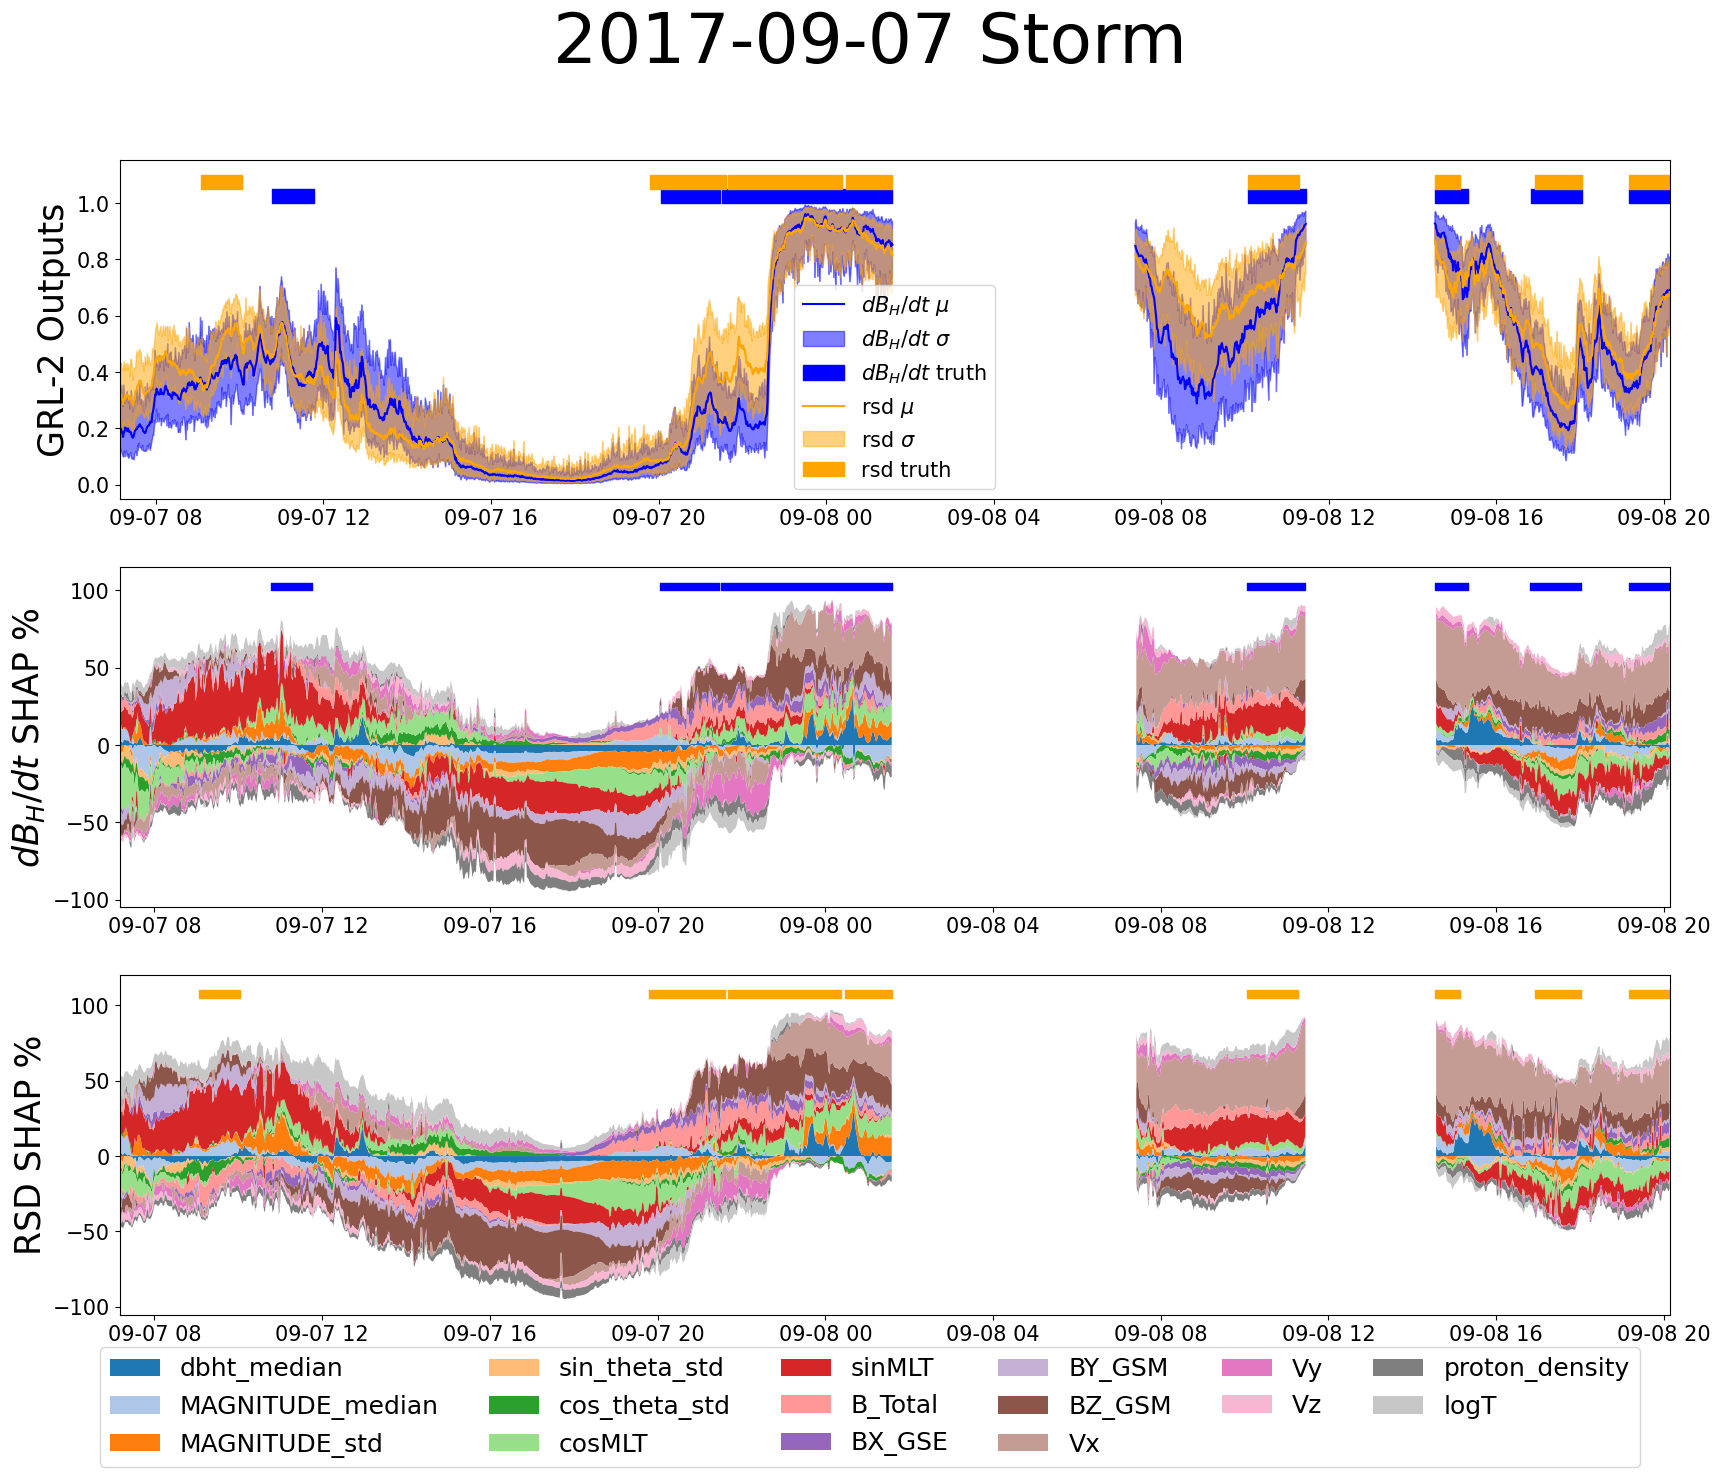 2017-09-07 Storm
GRL-2 Outputs
1.0
0.8
0.6
0.4
0.2
0.0
dB_H/dt μ
dB_H/dt σ
dB_H/dt truth
rsd μ
rsd σ
rsd truth
09-07 08 09-07 12 09-07 16 09-07 20 09-08 00 09-08 04 09-08 08 09-08 12 09-08 16 09-08 20
dB_H/dt SHAP %
100
50
0
−50
−100
09-07 08 09-07 12 09-07 16 09-07 20 09-08 00 09-08 04 09-08 08 09-08 12 09-08 16 09-08 20
RSD SHAP %
100
50
0
−50
−100
09-07 08 09-07 12 09-07 16 09-07 20 09-08 00 09-08 04 09-08 08 09-08 12 09-08 16 09-08 20
dbht_median sin_theta_std sinMLT BY_GSM Vy proton_density
MAGNITUDE_median cos_theta_std B_Total BZ_GSM Vz logT
MAGNITUDE_std cosMLT BX_GSE Vx